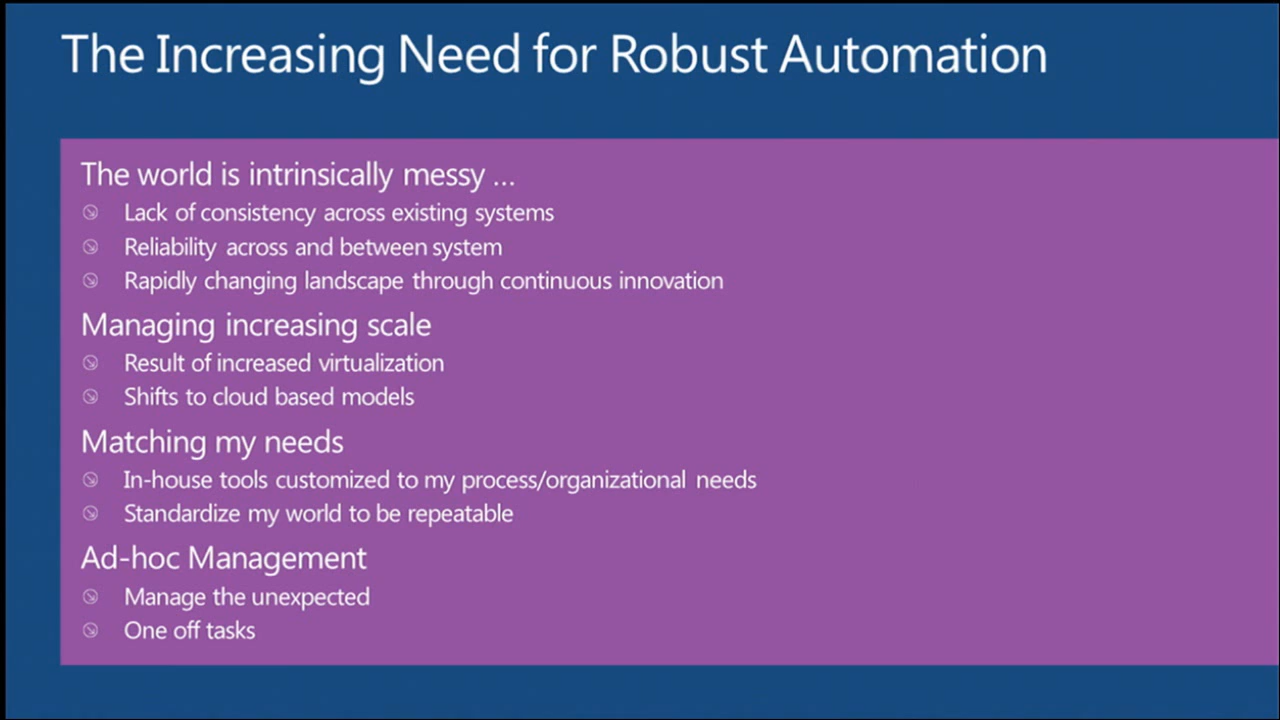 The Increasing Need for Robust Automation
The world is intrinsically messy ...
Lack of consistency across existing systems
Reliability across and between system
Rapidly changing landscape through continuous innovation
Managing increasing scale
Result of increased virtualization
Shifts to cloud based models
Matching my needs
In-house tools customized to my process/organizational needs
Standardize my world to be repeatable
Ad-hoc Management
Manage the unexpected
One off tasks